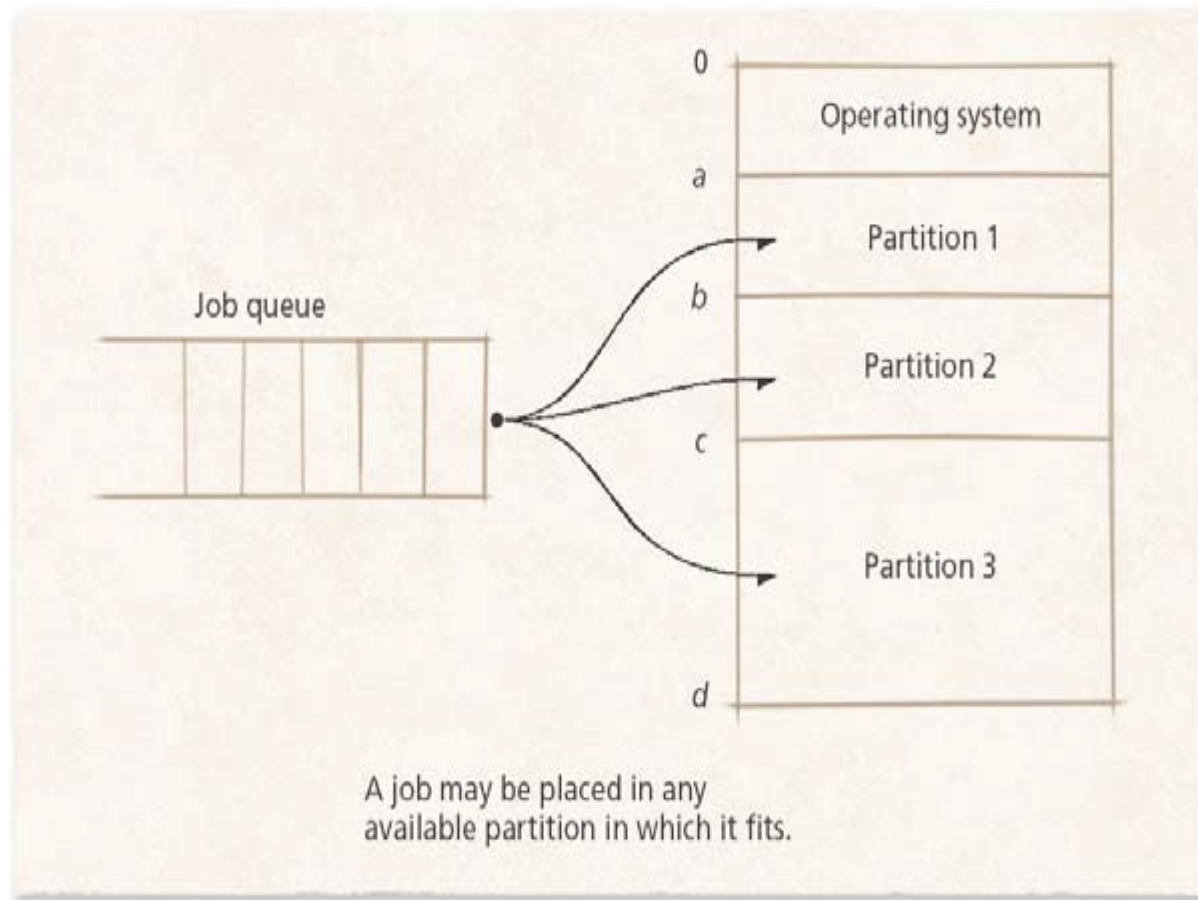 0
Operating system
a
Partition 1
b
Job queue
Partition 2
c
Partition 3
d
A job may be placed in any
available partition in which it fits.